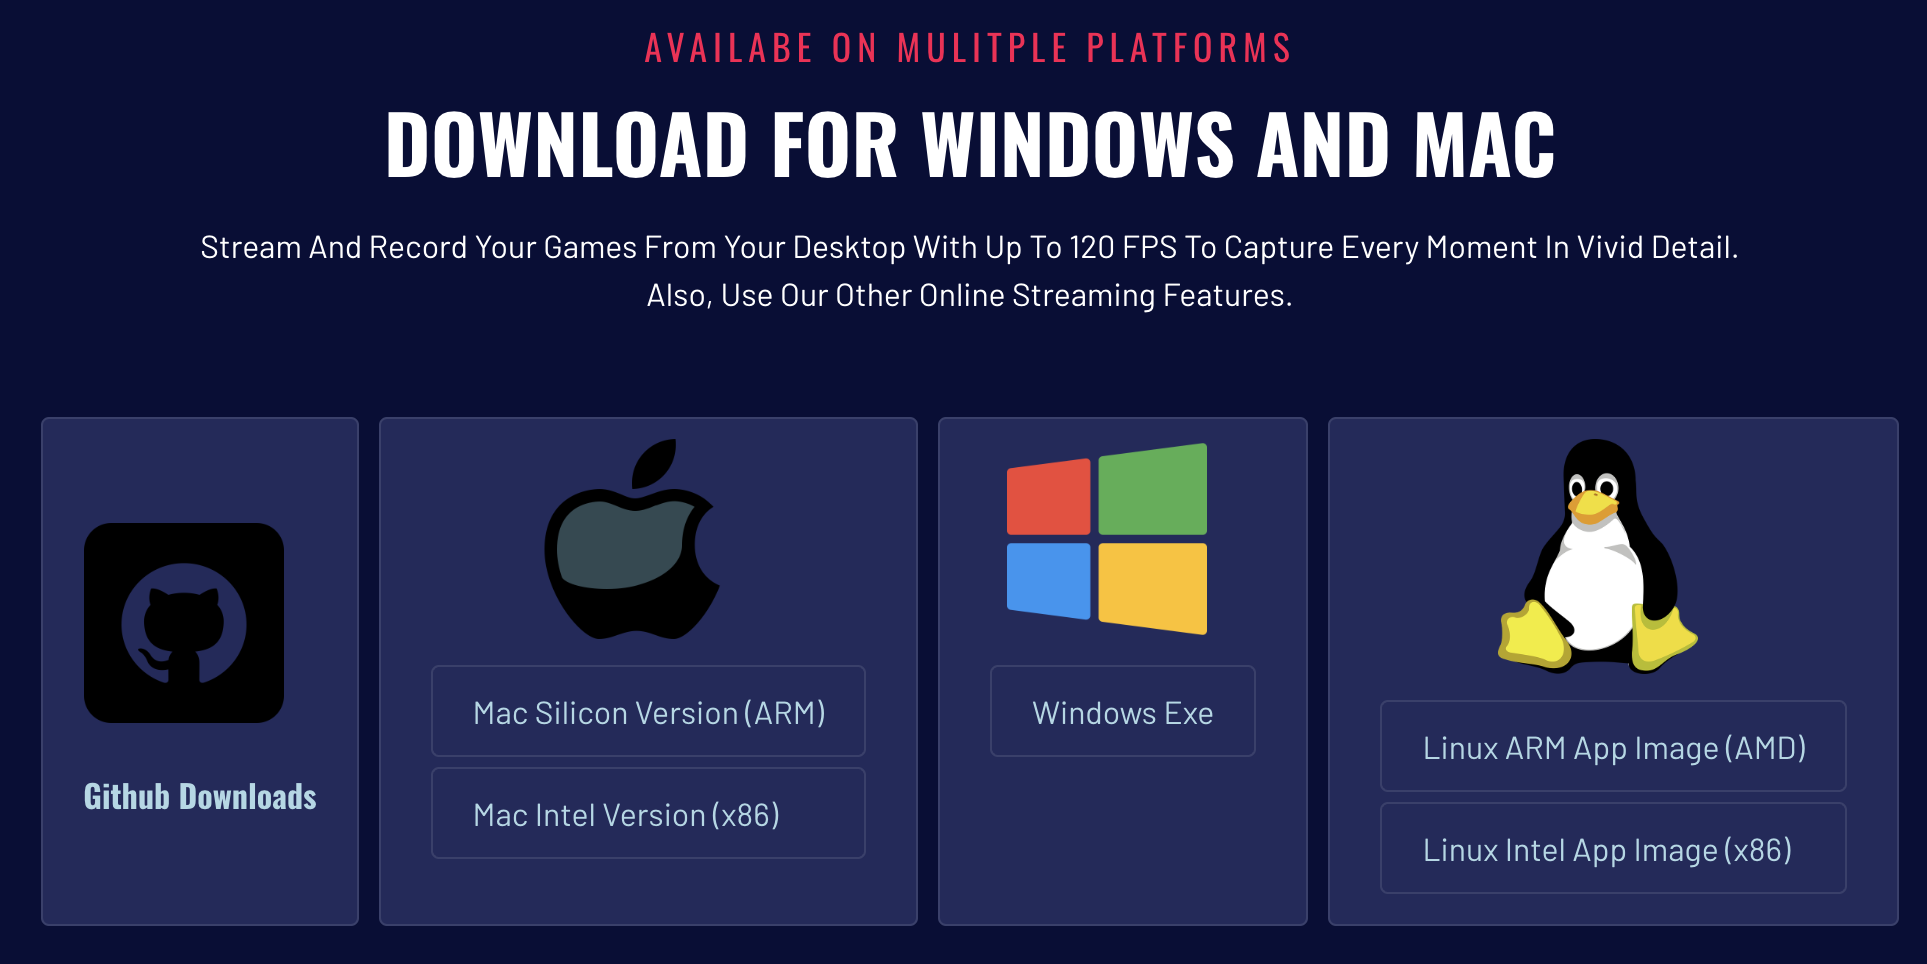 AVAILABE ON MULITPLE PLATFORMS
DOWNLOAD FOR WINDOWS AND MAC
Stream And Record Your Games From Your Desktop With Up To 120 FPS To Capture Every Moment In Vivid Detail.
Also, Use Our Other Online Streaming Features.
Github Downloads
Mac Silicon Version (ARM)
Mac Intel Version (x86)
Windows Exe
Linux ARM App Image (AMD)
Linux Intel App Image (x86)